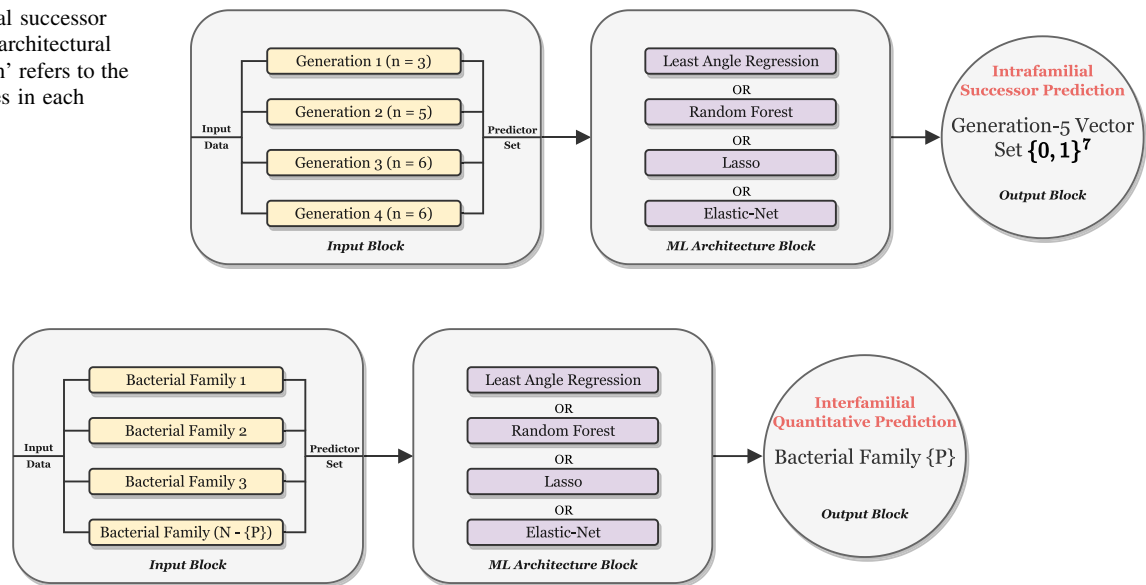 al successor
architectural
n' refers to the
es in each
Input
Data
Generation 1 (n = 3)
Generation 2 (n = 5)
Generation 3 (n = 6)
Generation 4 (n = 6)
Predictor
Set
Input Block
Least Angle Regression
OR
Random Forest
OR
Lasso
OR
Elastic-Net
ML Architecture Block
Intrafamilial
Successor Prediction
Generation-5 Vector
Set {0, 1}⁷
Output Block
Input
Data
Bacterial Family 1
Bacterial Family 2
Bacterial Family 3
Bacterial Family (N - {P})
Predictor
Set
Input Block
Least Angle Regression
OR
Random Forest
OR
Lasso
OR
Elastic-Net
ML Architecture Block
Interfamilial
Quantitative Prediction
Bacterial Family {P}
Output Block